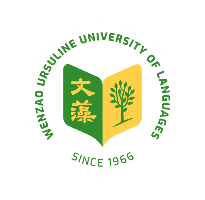 WENZAO URSULINE UNIVERSITY OF LANGUAGES
文
藻
SINCE 1966